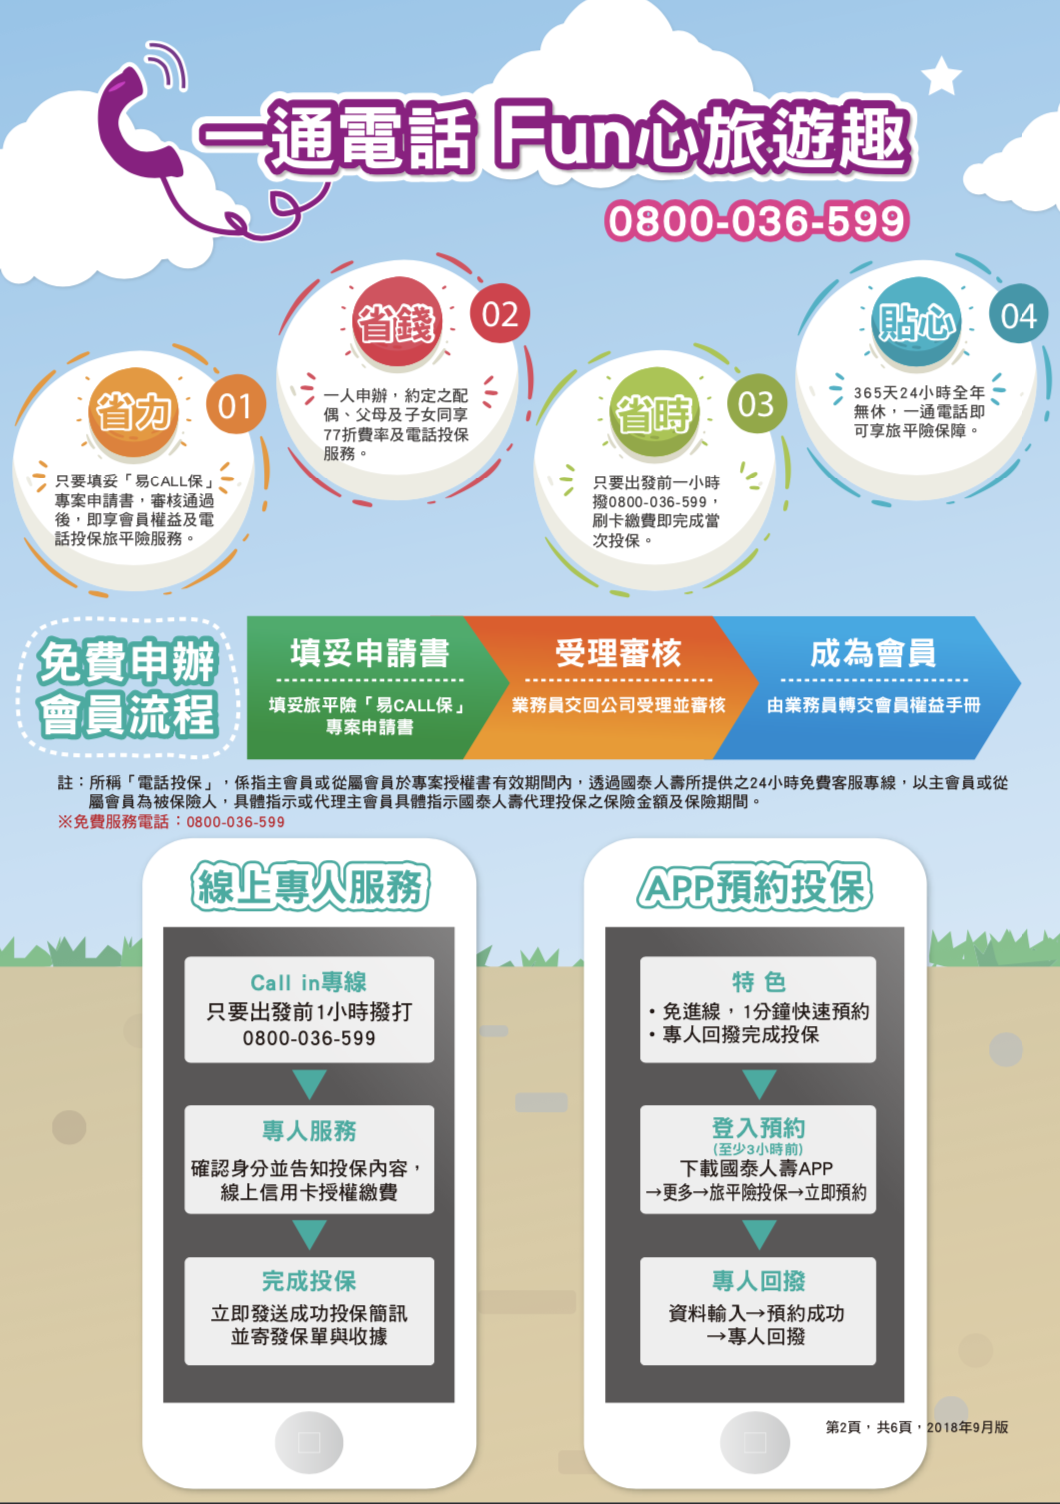 一通電話 Fun心旅遊趣
0800-036-599
省力
01
只要填妥「易CALL保」
專案申請書，審核通過
後，即享會員權益及電
話投保旅平險服務。
省錢
02
一人申辦，約定之配
偶、父母及子女同享
77折費率及電話投保
服務。
省時
03
只要出發前一小時
撥0800-036-599，
刷卡繳費即完成當
次投保。
貼心
04
365天24小時全年
無休，一通電話即
可享旅平險保障。
免費申辦
會員流程
填妥申請書
填妥旅平險「易CALL保」
專案申請書
受理審核
業務員交回公司受理並審核
成為會員
由業務員轉交會員權益手冊
註：所稱「電話投保」，係指主會員或從屬會員於專案授權書有效期間內，透過國泰人壽所提供之24小時免費客服專線，以主會員或從
屬會員為被保險人，具體指示或代理主會員具體指示國泰人壽代理投保之保險金額及保險期間。
※免費服務電話：0800-036-599
線上專人服務
Call in專線
只要出發前1小時撥打
0800-036-599
專人服務
確認身分並告知投保內容，
線上信用卡授權繳費
完成投保
立即發送成功投保簡訊
並寄發保單與收據
APP預約投保
特 色
・免進線，1分鐘快速預約
・專人回撥完成投保
登入預約
(至少3小時前)
下載國泰人壽APP
→更多→旅平險投保→立即預約
專人回撥
資料輸入→預約成功
→專人回撥
第2頁，共6頁，2018年9月版